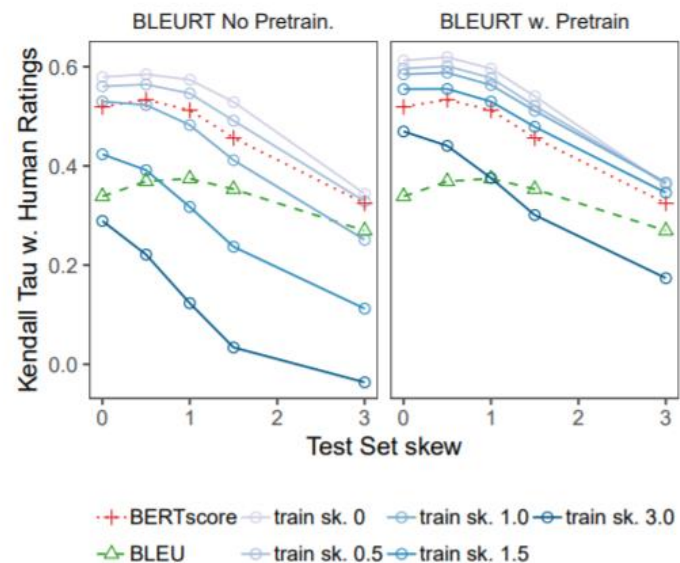 BLEURT No Pretrain. BLEURT w. Pretrain
Kendall Tau w. Human Ratings
0.6
0.4
0.2
0.0
0 1 2 3 0 1 2 3
Test Set skew
BERTscore train sk. 0 train sk. 1.0 train sk. 3.0
BLEU train sk. 0.5 train sk. 1.5